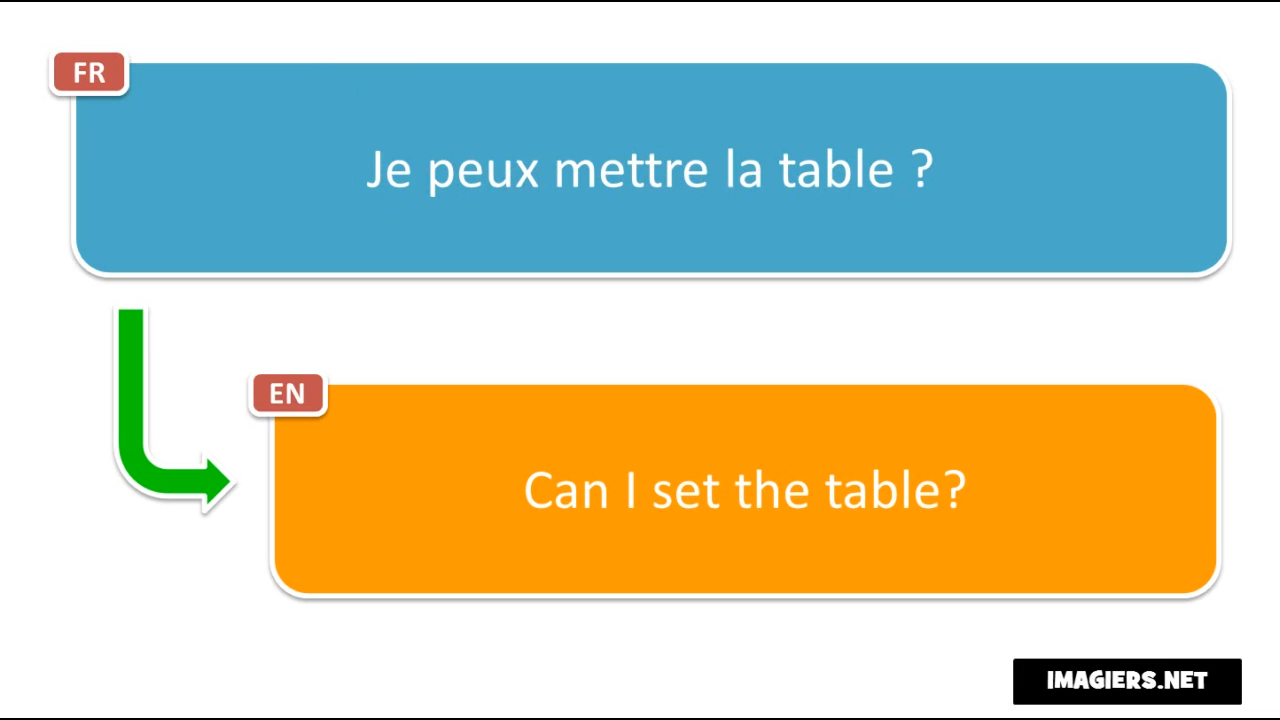 FR
Je peux mettre la table ?
EN
Can I set the table?
IMAGIERS.NET